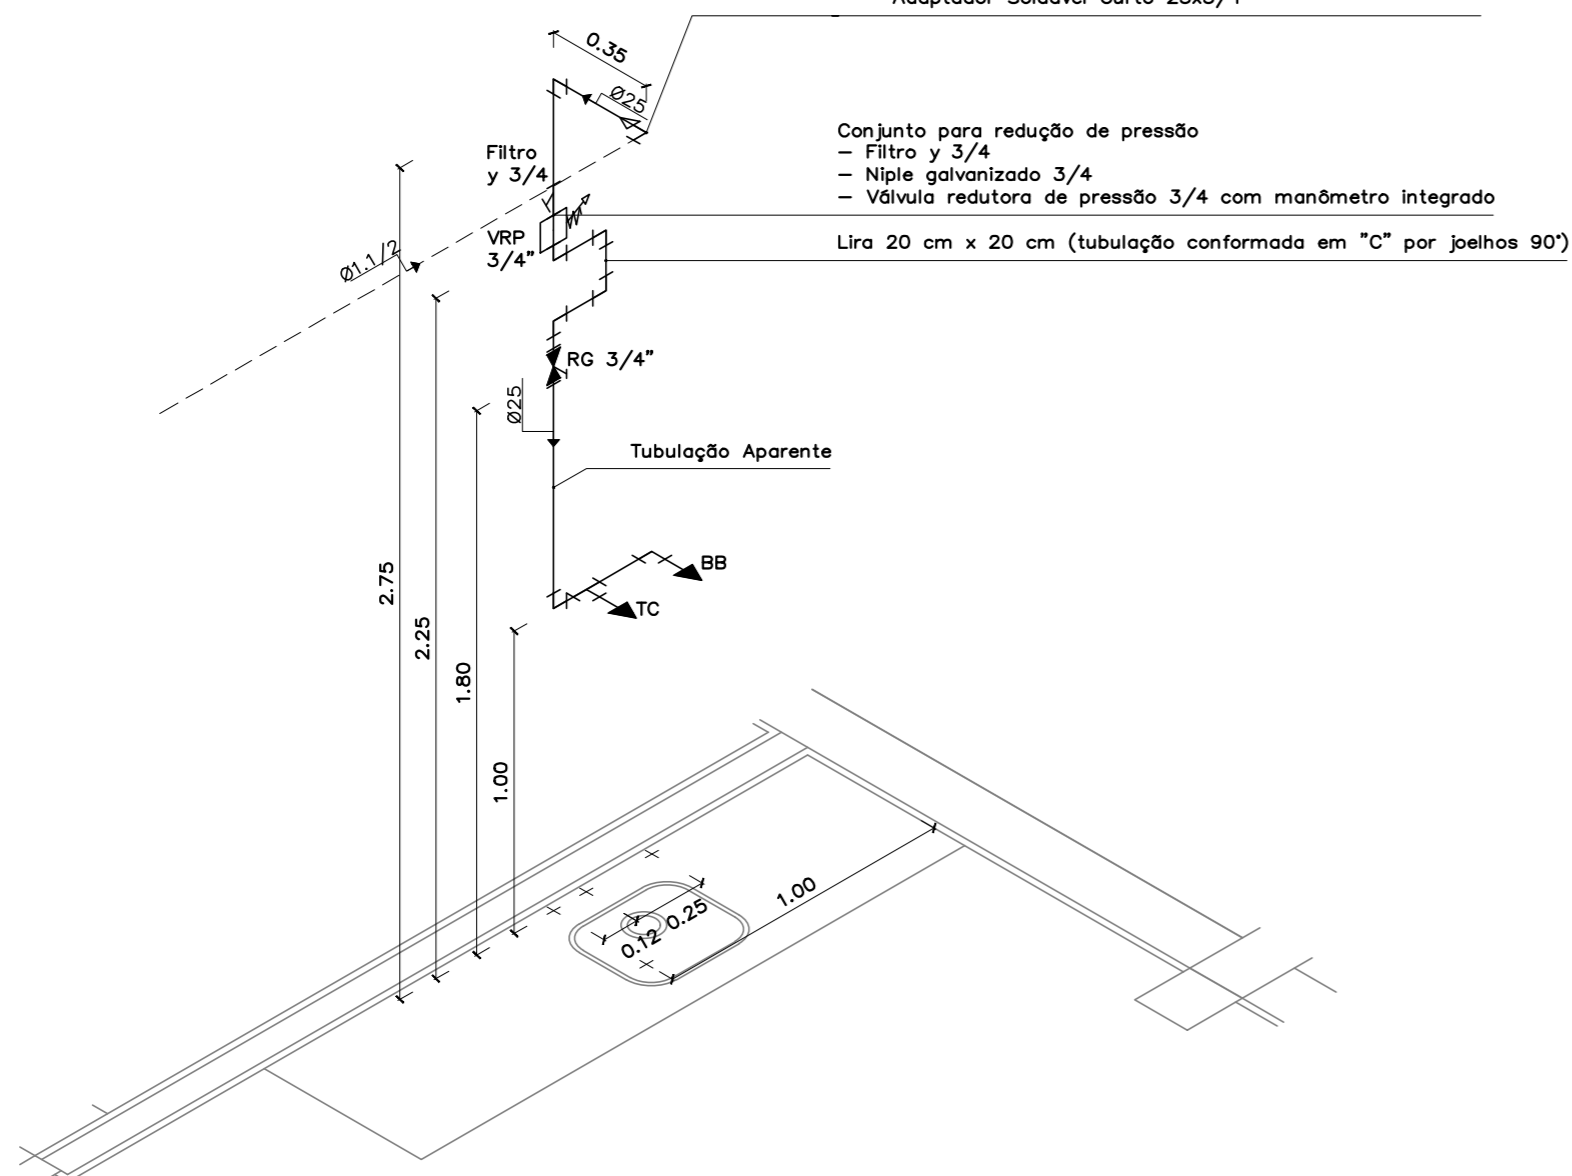 0.35
Ø25
Conjunto para redução de pressão
– Filtro y 3/4
– Niple galvanizado 3/4
– Válvula redutora de pressão 3/4 com manômetro integrado
Filtro
y 3/4
VRP
3/4"
Lira 20 cm x 20 cm (tubulação conformada em "C" por joelhos 90°)
Ø1.1/2
RG 3/4"
Ø25
Tubulação Aparente
BB
TC
2.75
2.25
1.80
1.00
1.00
0.25
0.12